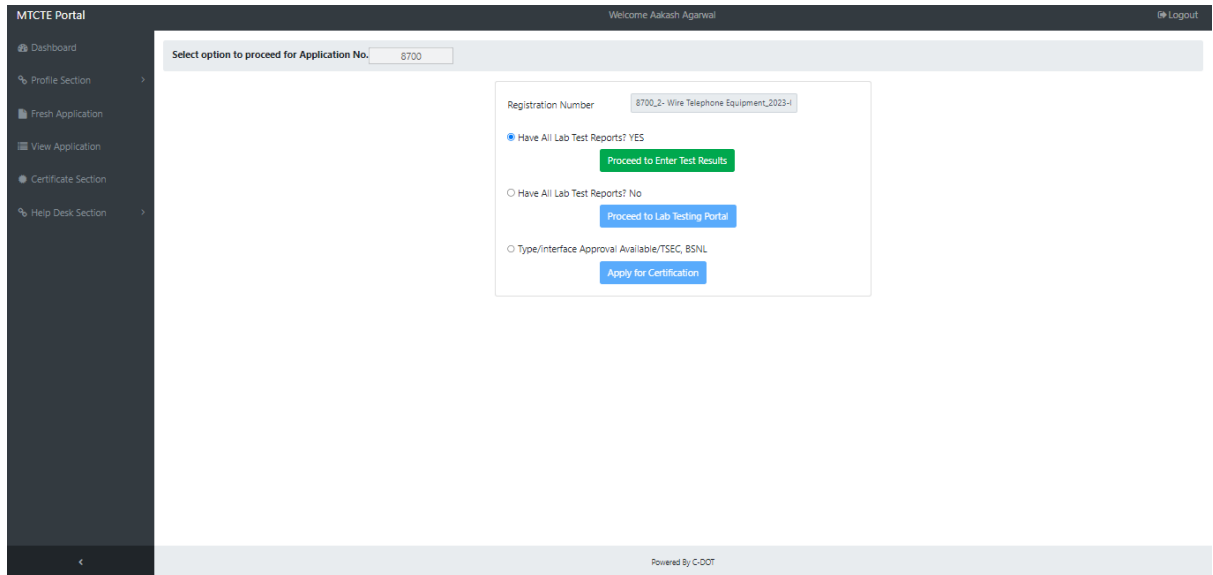 MTCTE Portal
Welcome Aakash Agarwal
Logout
Dashboard
Profile Section
Fresh Application
View Application
Certificate Section
Help Desk Section
Select option to proceed for Application No. 8700
Registration Number 8700_2- Wire Telephone Equipment_2023-
Have All Lab Test Reports? YES
Proceed to Enter Test Results
Have All Lab Test Reports? No
Proceed to Lab Testing Portal
Type/interface Approval Available/TSEC, BSNL
Apply for Certification
Powered By C-DOT